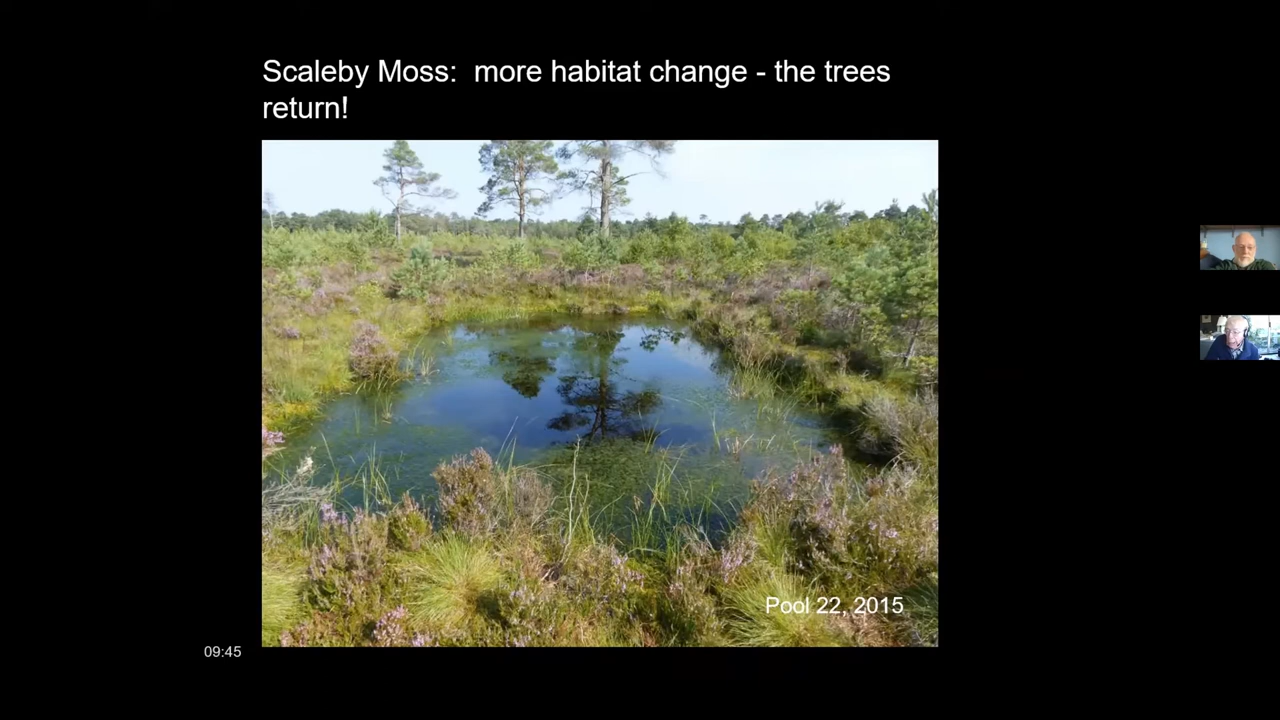 Scaleby Moss:  more habitat change - the trees
return!
Pool 22, 2015
09:45